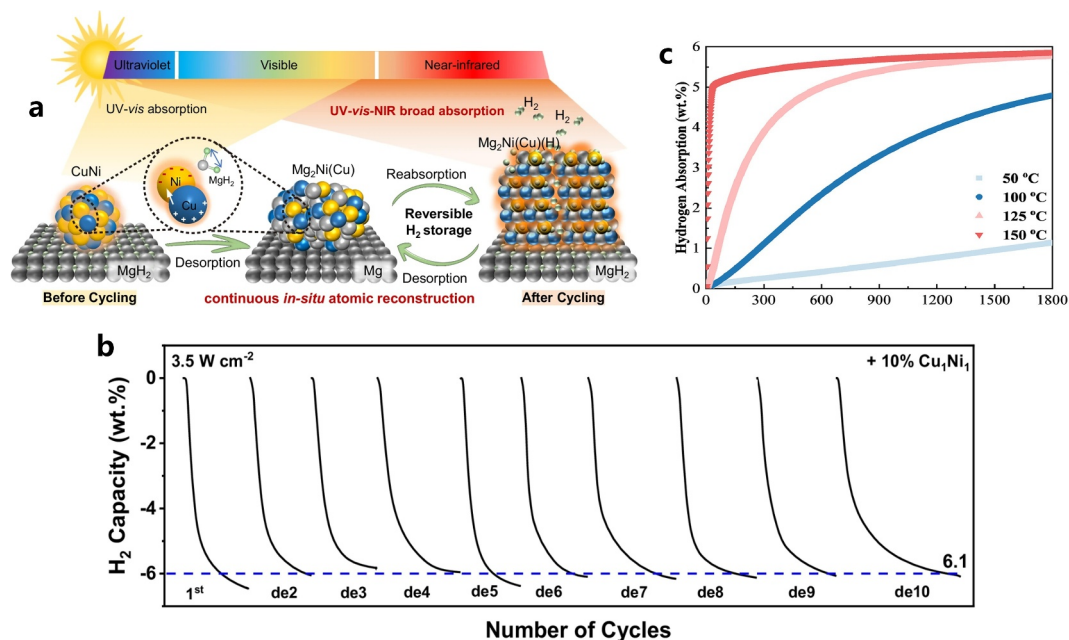 a
Ultraviolet
Visible
Near-infrared
UV-vis absorption
UV-vis-NIR broad absorption
H₂
H₂
CuNi
Ni
Cu
MgH₂
Mg₂Ni(Cu)
Mg₂Ni(Cu)(H)
Reabsorption
Reversible
H₂ storage
Desorption
Desorption
MgH₂
Mg
MgH₂
Before Cycling
continuous in-situ atomic reconstruction
After Cycling
c
Hydrogen Absorption (wt.%)
6
5
4
3
2
1
0
50 °C
100 °C
125 °C
150 °C
0
300
600
900
1200
1500
1800
b
3.5 W cm⁻²
+ 10% Cu₁Ni₁
H₂ Capacity (wt.%)
0
-2
-4
-6
6.1
1ˢᵗ
de2
de3
de4
de5
de6
de7
de8
de9
de10
Number of Cycles